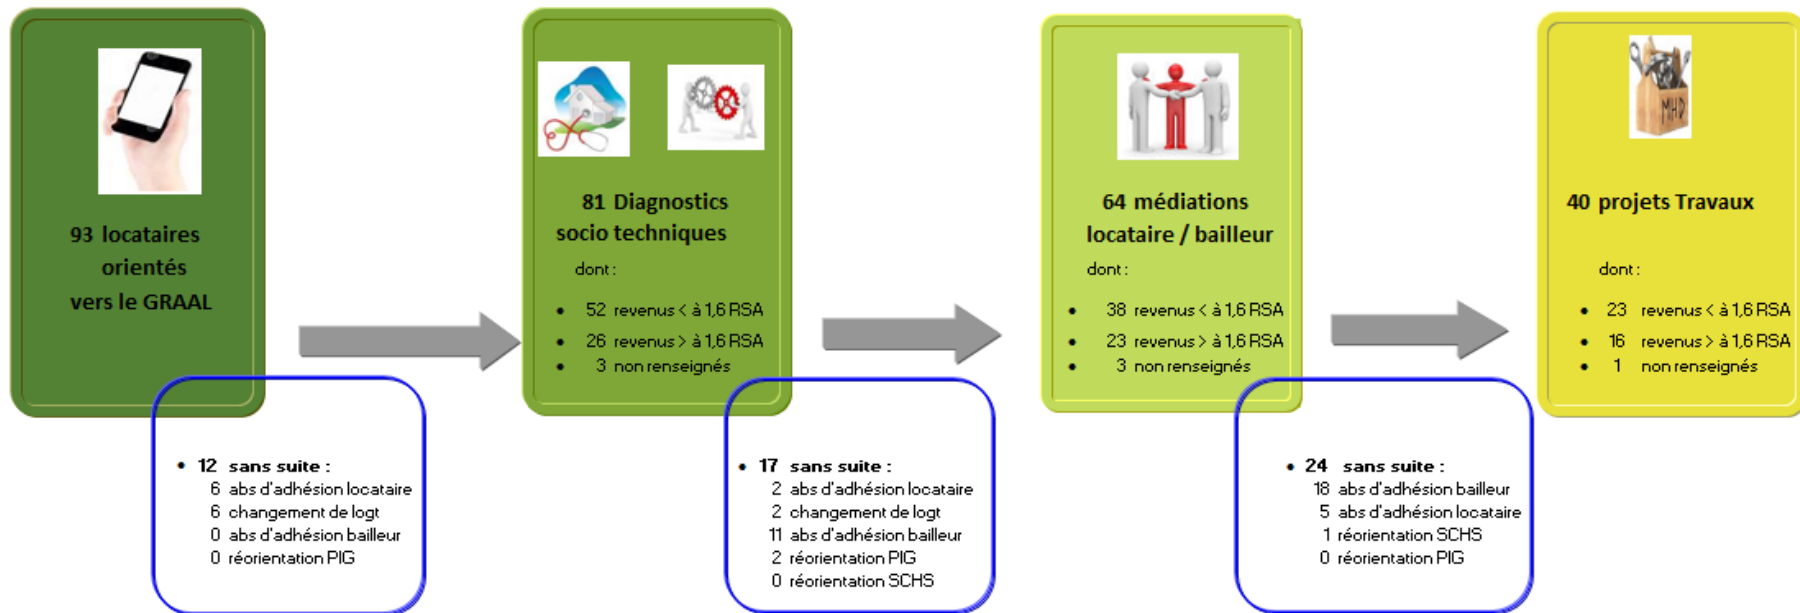 93 locataires
orientés
vers le GRAAL
12 sans suite :
6 abs d'adhésion locataire
6 changement de logt
0 abs d'adhésion bailleur
0 réorientation PIG
81 Diagnostics
socio techniques
dont :
52 revenus < à 1,6 RSA
26 revenus > à 1,6 RSA
3 non renseignés
17 sans suite :
2 abs d'adhésion locataire
2 changement de logt
11 abs d'adhésion bailleur
2 réorientation PIG
0 réorientation SCHS
64 médiations
locataire / bailleur
dont :
38 revenus < à 1,6 RSA
23 revenus > à 1,6 RSA
3 non renseignés
24 sans suite :
18 abs d'adhésion bailleur
5 abs d'adhésion locataire
1 réorientation SCHS
0 réorientation PIG
MHD
40 projets Travaux
dont :
23 revenus < à 1,6 RSA
16 revenus > à 1,6 RSA
1 non renseignés